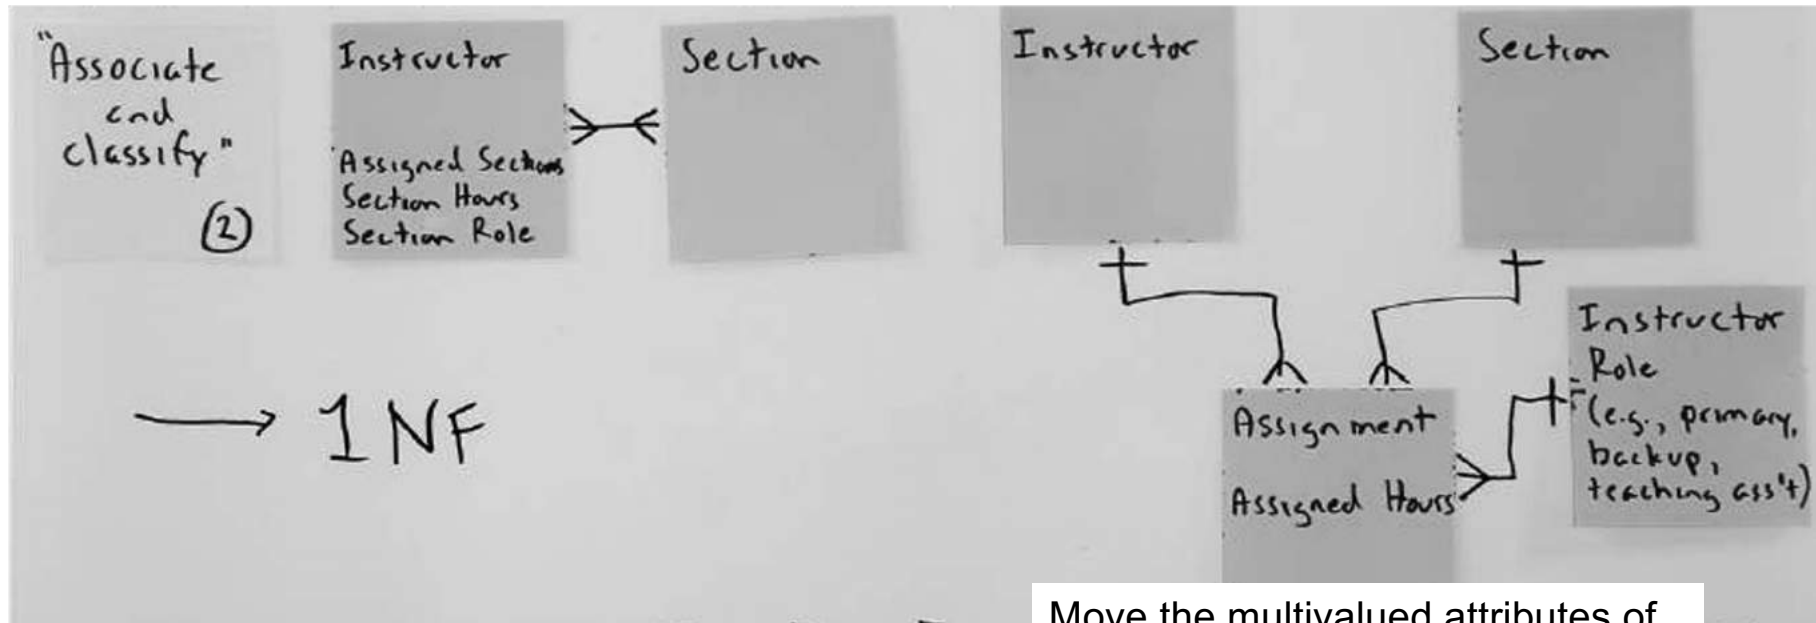 "Associate
and
classify"
2
Instructor
Assigned Sections
Section Hours
Section Role
Section
Instructor
Section
Instructor
Role
(e.g., primary,
backup,
teaching ass't)
→ 1NF
Assignment
Assigned Hours
Move the multivalued attributes of